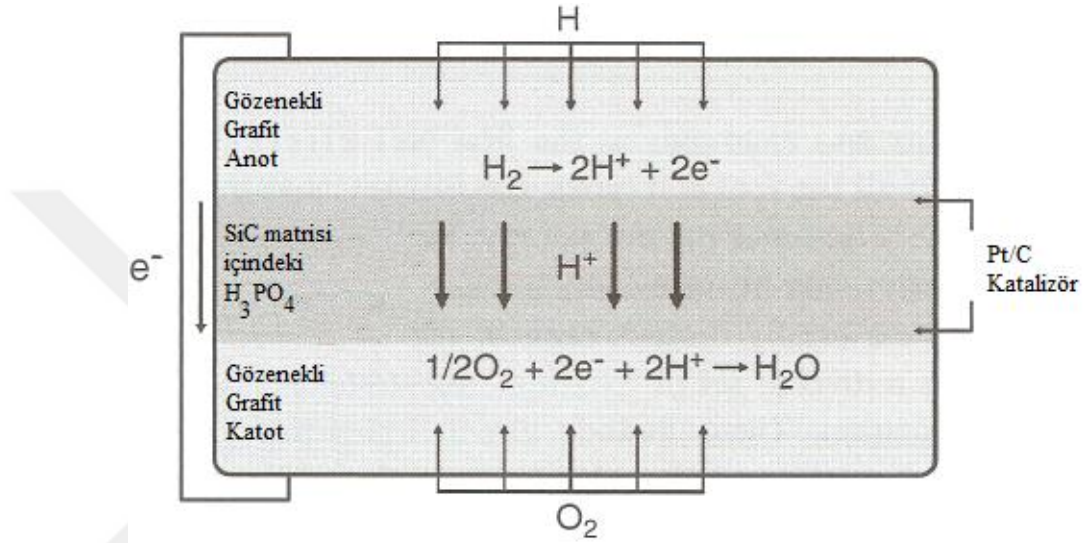 H
Gözenekli
Grafit
Anot
H₂ → 2H⁺ + 2e⁻
e⁻
SiC matrisi
içindeki
H₃PO₄
H⁺
Pt/C
Katalizör
1/2O₂ + 2e⁻ + 2H⁺ → H₂O
Gözenekli
Grafit
Katot
O₂